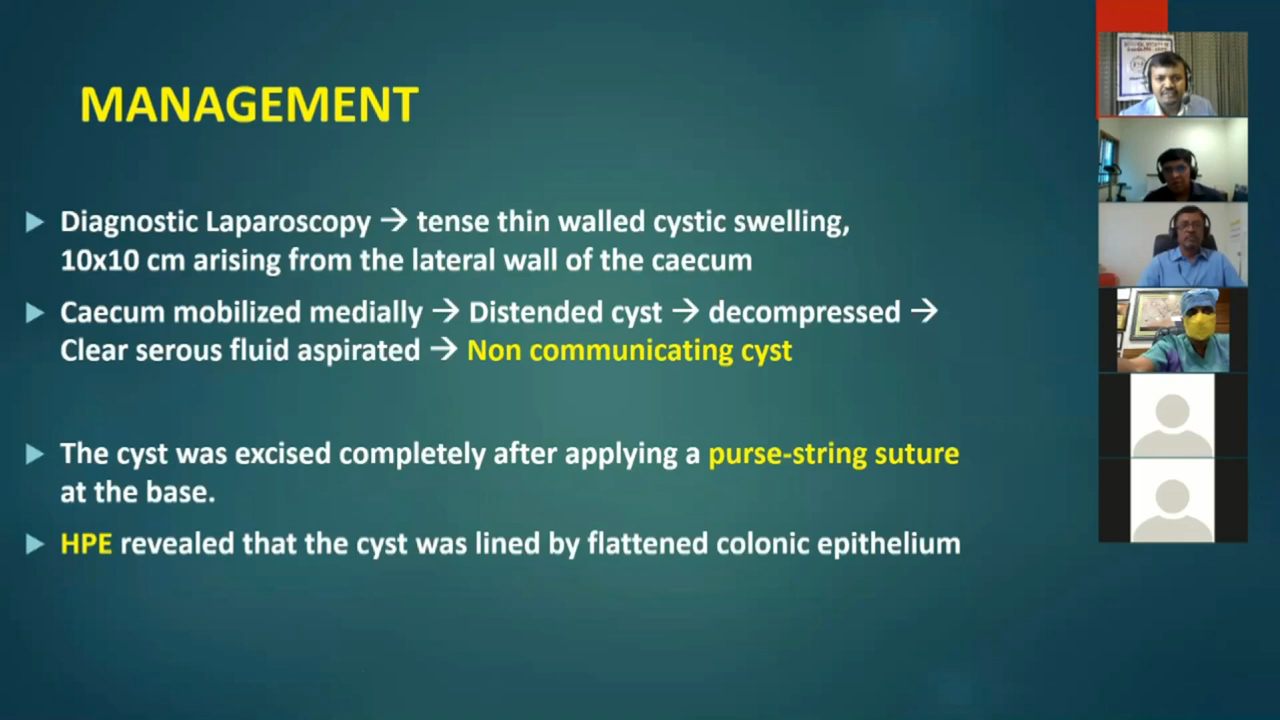 MANAGEMENT
Diagnostic Laparoscopy → tense thin walled cystic swelling,
10x10 cm arising from the lateral wall of the caecum
Caecum mobilized medially → Distended cyst → decompressed →
Clear serous fluid aspirated → Non communicating cyst
The cyst was excised completely after applying a purse-string suture
at the base.
HPE revealed that the cyst was lined by flattened colonic epithelium